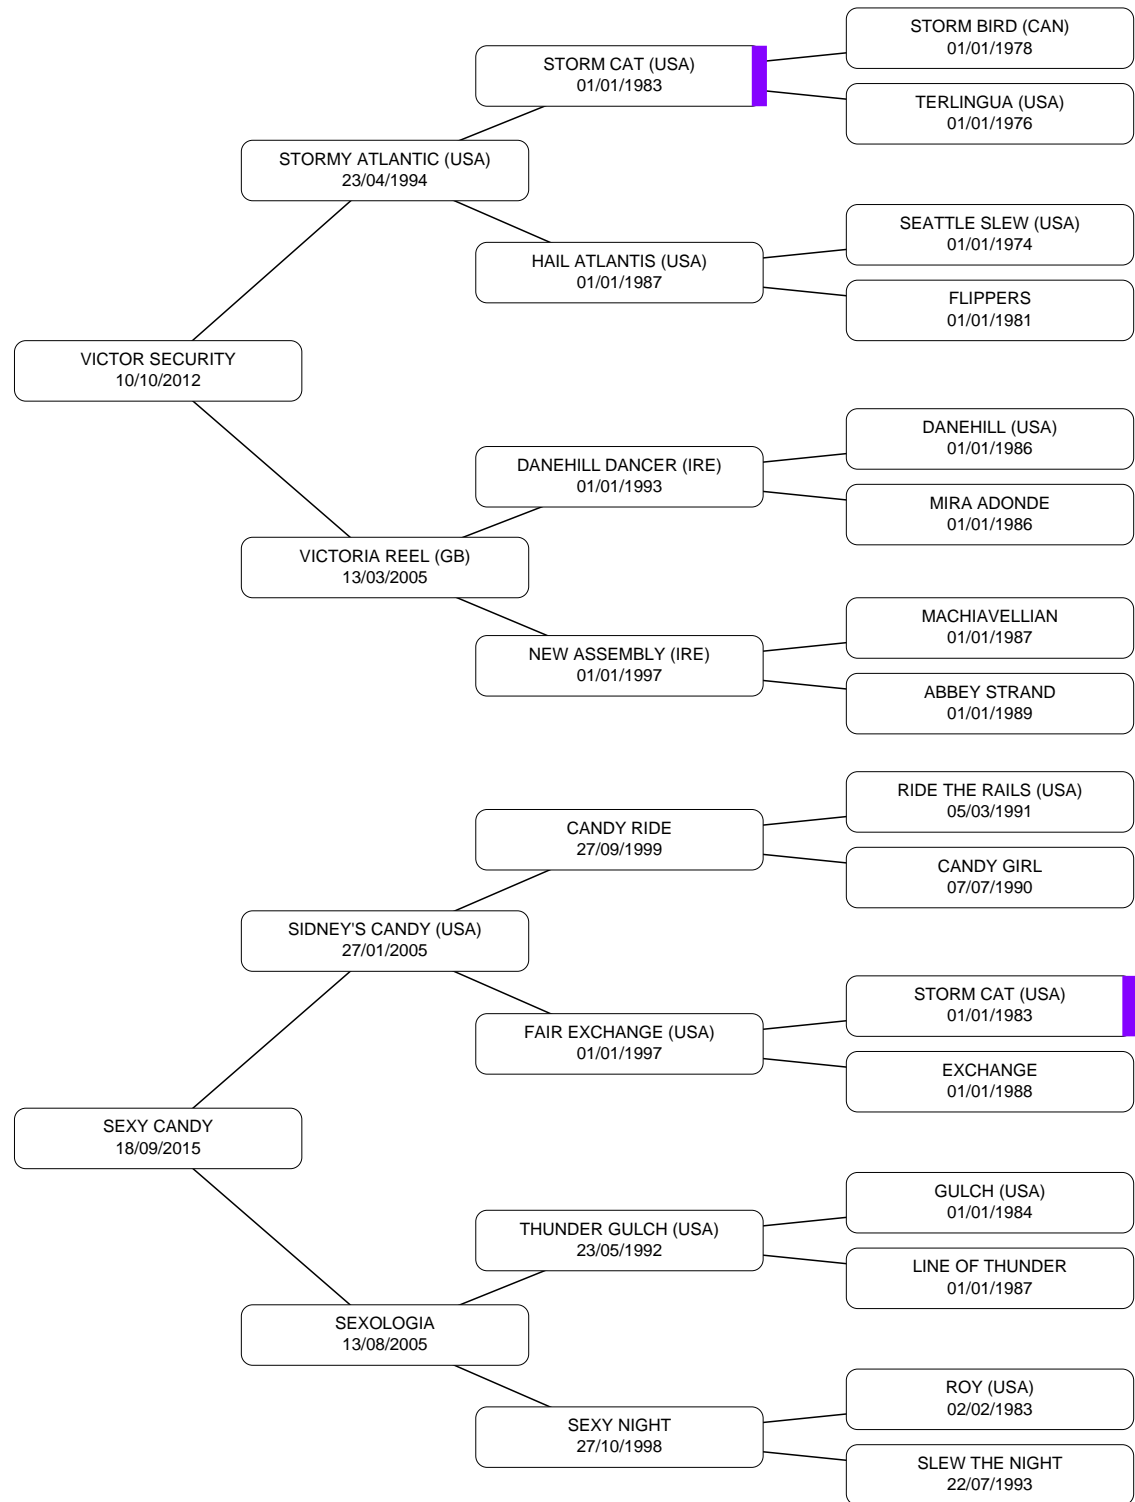 STORM BIRD (CAN)
01/01/1978
STORM CAT (USA)
01/01/1983
TERLINGUA (USA)
01/01/1976
STORMY ATLANTIC (USA)
23/04/1994
SEATTLE SLEW (USA)
01/01/1974
HAIL ATLANTIS (USA)
01/01/1987
FLIPPERS
01/01/1981
VICTOR SECURITY
10/10/2012
DANEHILL (USA)
01/01/1986
DANEHILL DANCER (IRE)
01/01/1993
MIRA ADONDE
01/01/1986
VICTORIA REEL (GB)
13/03/2005
MACHIAVELLIAN
01/01/1987
NEW ASSEMBLY (IRE)
01/01/1997
ABBEY STRAND
01/01/1989
RIDE THE RAILS (USA)
05/03/1991
CANDY RIDE
27/09/1999
CANDY GIRL
07/07/1990
SIDNEY'S CANDY (USA)
27/01/2005
STORM CAT (USA)
01/01/1983
FAIR EXCHANGE (USA)
01/01/1997
EXCHANGE
01/01/1988
SEXY CANDY
18/09/2015
GULCH (USA)
01/01/1984
THUNDER GULCH (USA)
23/05/1992
LINE OF THUNDER
01/01/1987
SEXOLOGIA
13/08/2005
ROY (USA)
02/02/1983
SEXY NIGHT
27/10/1998
SLEW THE NIGHT
22/07/1993